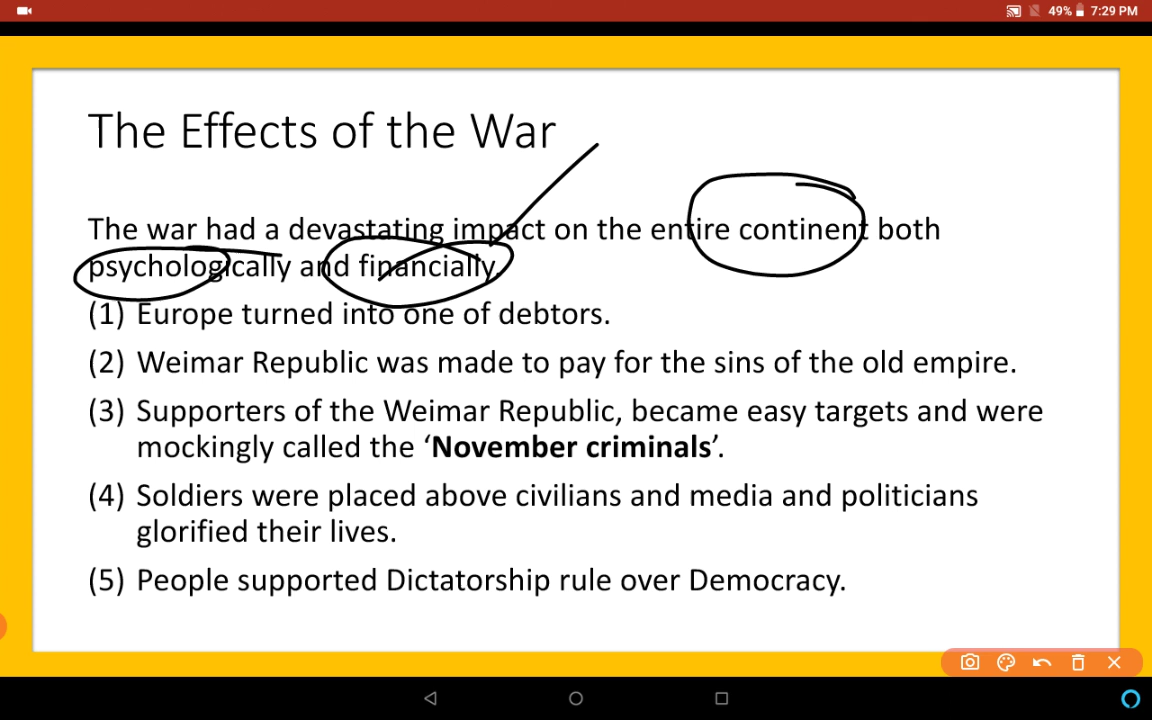 49% 7:29 PM
The Effects of the War
The war had a devastating impact on the entire continent both
psychologically and financially.
(1) Europe turned into one of debtors.
(2) Weimar Republic was made to pay for the sins of the old empire.
(3) Supporters of the Weimar Republic, became easy targets and were
mockingly called the ‘November criminals’.
(4) Soldiers were placed above civilians and media and politicians
glorified their lives.
(5) People supported Dictatorship rule over Democracy.